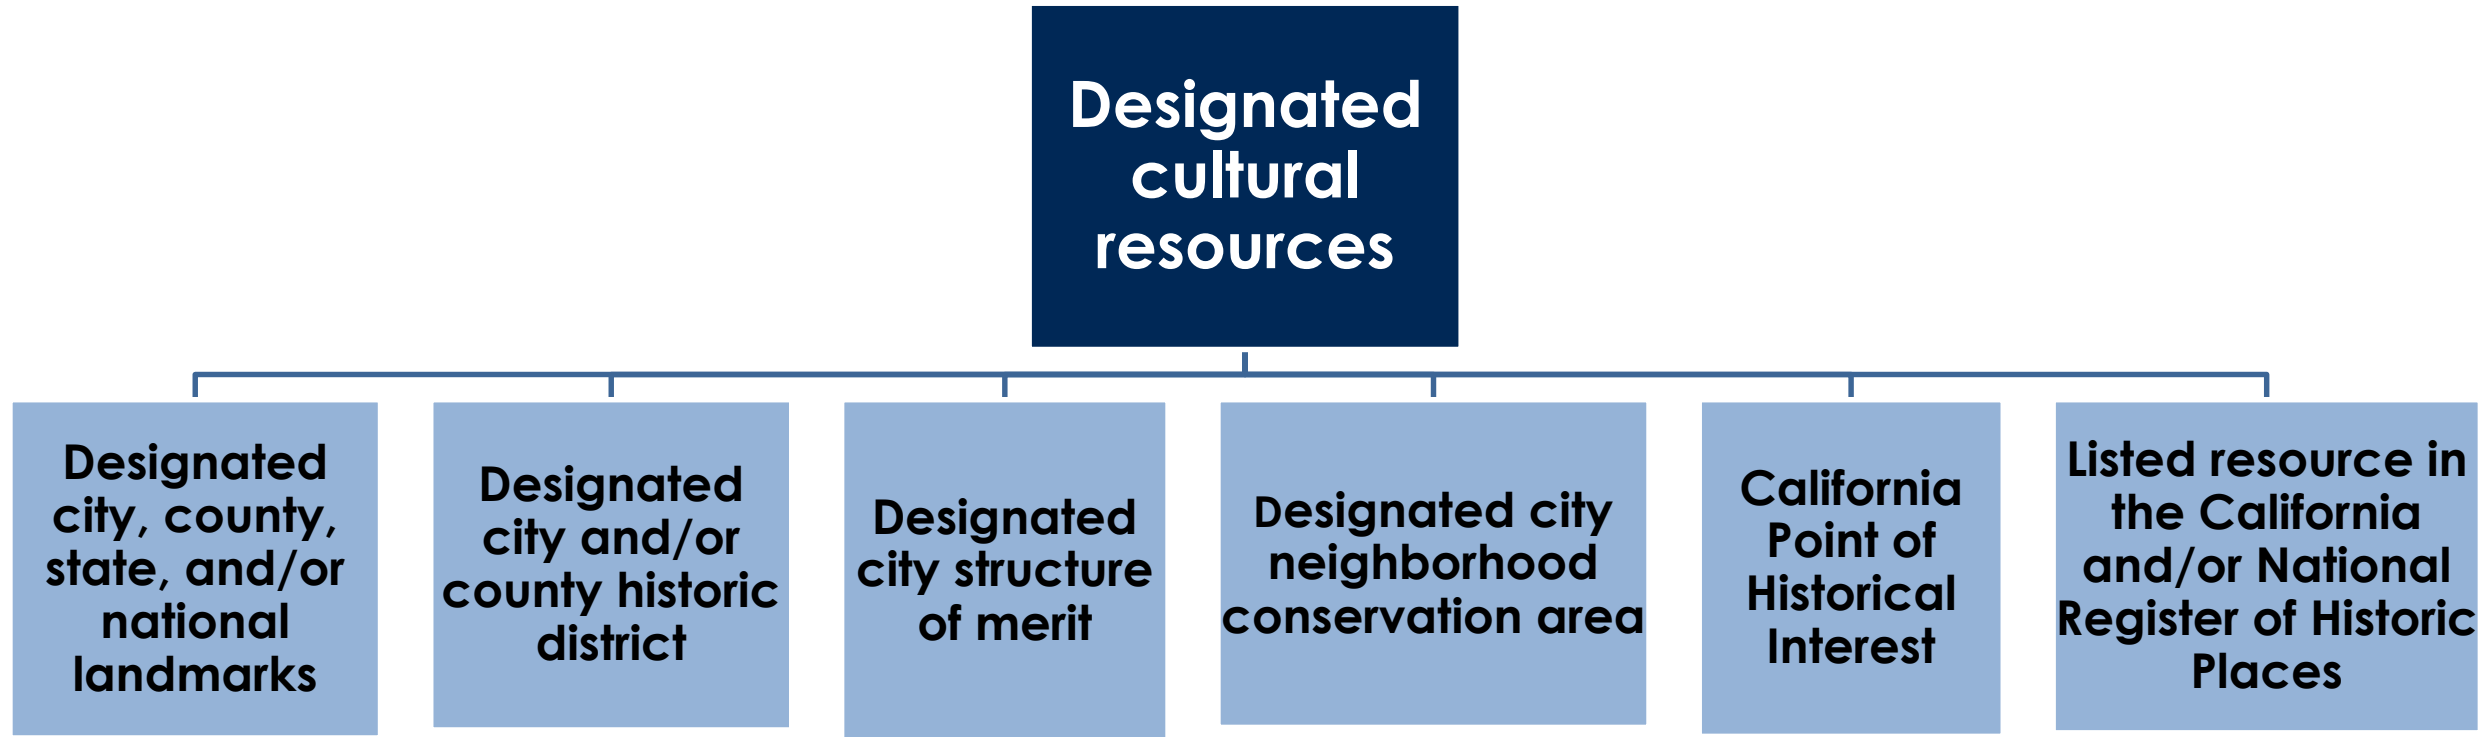 Designated
cultural
resources
Designated
city, county,
state, and/or
national
landmarks
Designated
city and/or
county historic
district
Designated
city structure
of merit
Designated city
neighborhood
conservation area
California
Point of
Historical
Interest
Listed resource in
the California
and/or National
Register of Historic
Places